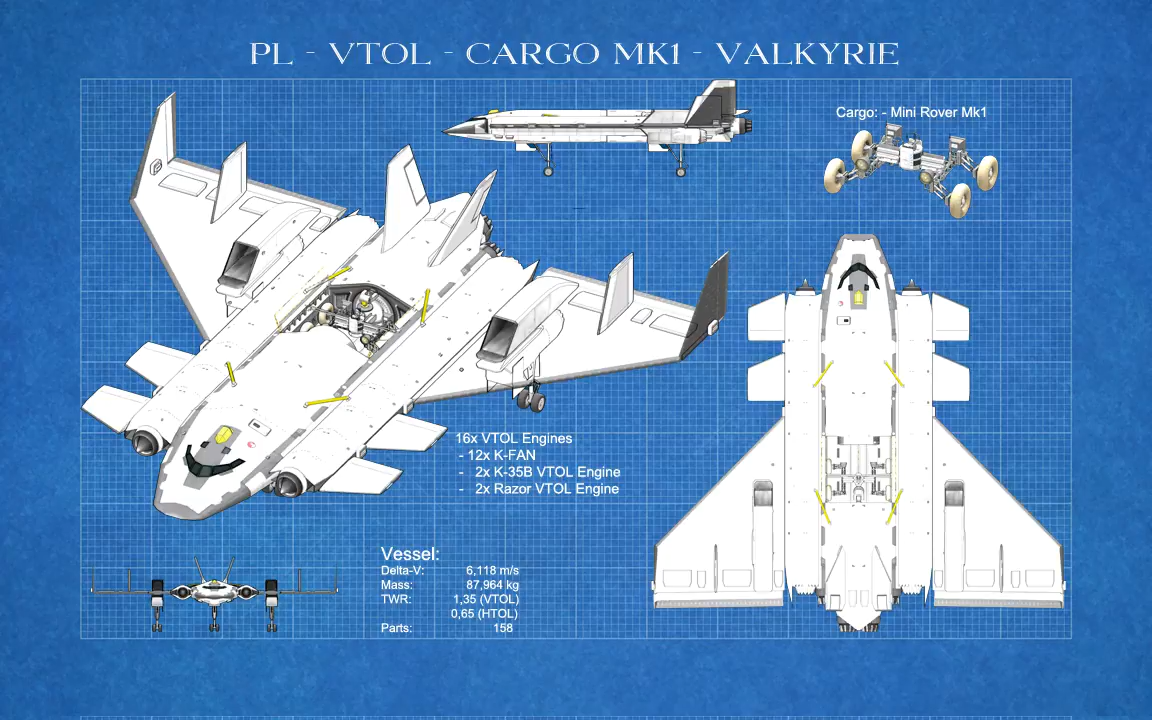 PL - VTOL - CARGO MK1 - VALKYRIE
Cargo: - Mini Rover Mk1
16x VTOL Engines
- 12x K-FAN
- 2x K-35B VTOL Engine
- 2x Razor VTOL Engine
Vessel:
Delta-V: 6,118 m/s
Mass: 87,964 kg
TWR: 1,35 (VTOL)
0,65 (HTOL)
Parts: 158